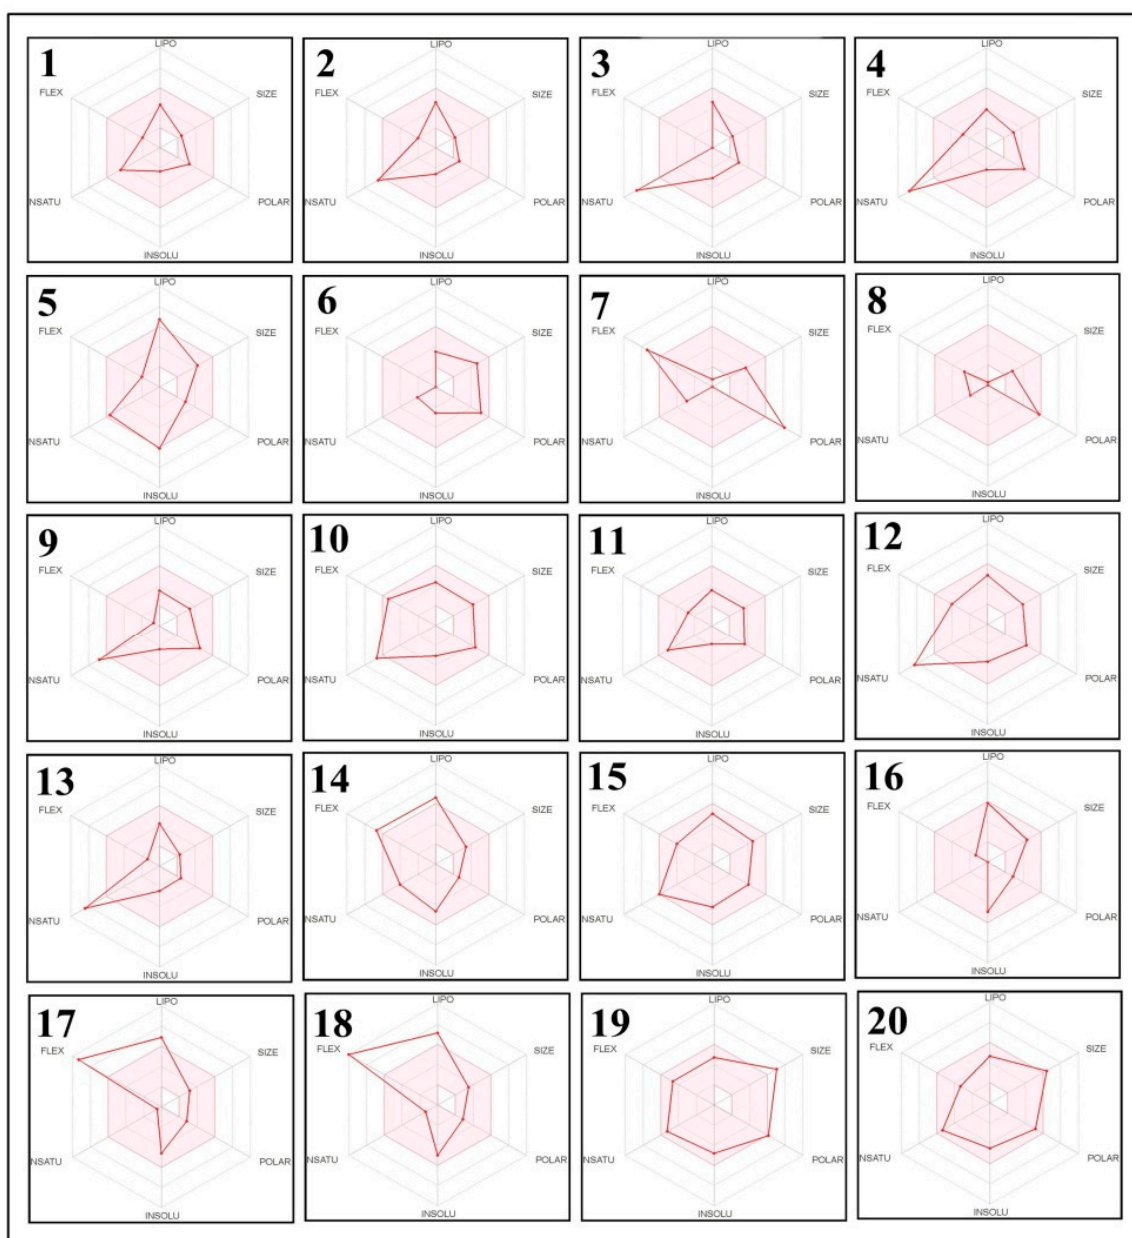 LIPO
1
FLEX SIZE
NSATU POLAR
INSOLU
LIPO
2
FLEX SIZE
NSATU POLAR
INSOLU
LIPO
3
FLEX SIZE
NSATU POLAR
INSOLU
LIPO
4
FLEX SIZE
NSATU POLAR
INSOLU
LIPO
5
FLEX SIZE
NSATU POLAR
INSOLU
LIPO
6
FLEX SIZE
NSATU POLAR
INSOLU
LIPO
7
FLEX SIZE
NSATU POLAR
INSOLU
LIPO
8
FLEX SIZE
NSATU POLAR
INSOLU
LIPO
9
FLEX SIZE
NSATU POLAR
INSOLU
LIPO
10
FLEX SIZE
NSATU POLAR
INSOLU
LIPO
11
FLEX SIZE
NSATU POLAR
INSOLU
LIPO
12
FLEX SIZE
NSATU POLAR
INSOLU
LIPO
13
FLEX SIZE
NSATU POLAR
INSOLU
LIPO
14
FLEX SIZE
NSATU POLAR
INSOLU
LIPO
15
FLEX SIZE
NSATU POLAR
INSOLU
LIPO
16
FLEX SIZE
NSATU POLAR
INSOLU
LIPO
17
FLEX SIZE
NSATU POLAR
INSOLU
LIPO
18
FLEX SIZE
NSATU POLAR
INSOLU
LIPO
19
FLEX SIZE
NSATU POLAR
INSOLU
LIPO
20
FLEX SIZE
NSATU POLAR
INSOLU